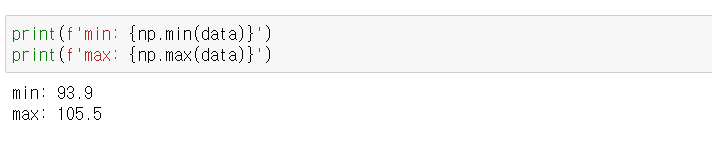 print(f'min: {np.min(data)}')
print(f'max: {np.max(data)}')
min: 93.9
max: 105.5